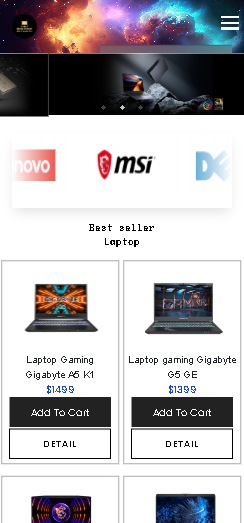 novo
msi
Best seller
Laptop
Laptop Gaming
Gigabyte A5 K1
$1499
Add To Cart
DETAIL
Laptop gaming Gigabyte
G5 GE
$1399
Add To Cart
DETAIL